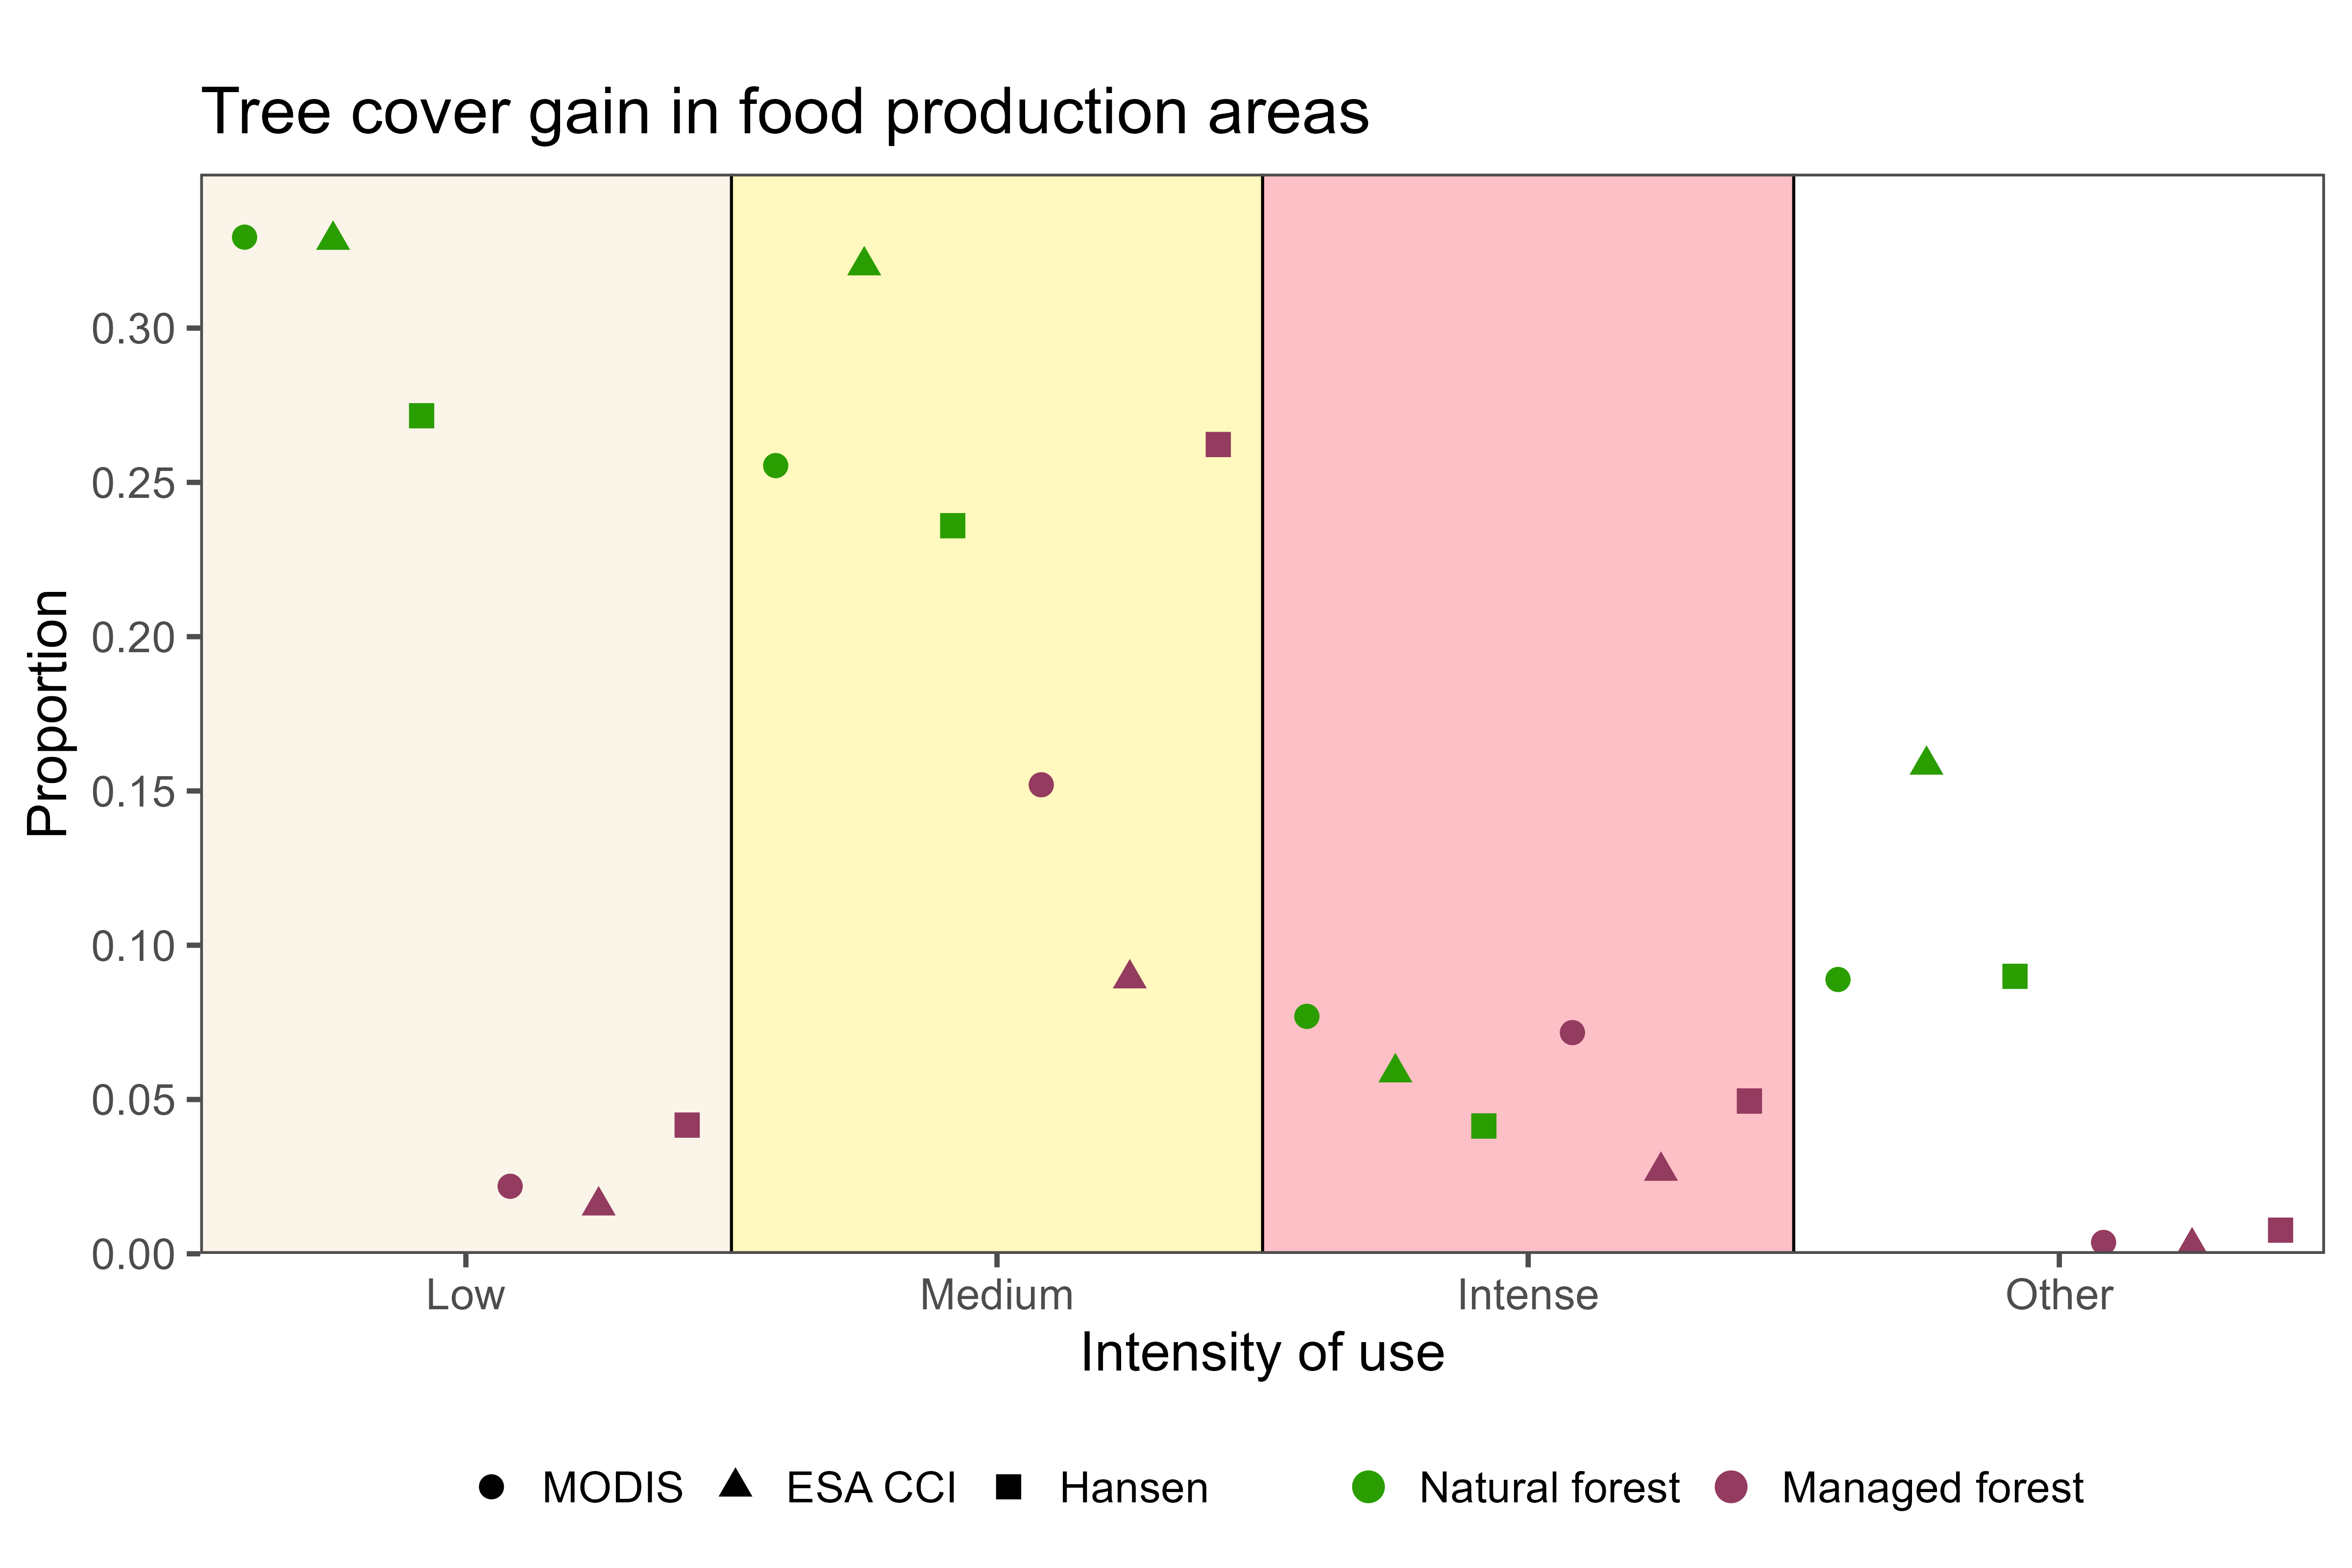 Tree cover gain in food production areas
Proportion
0.30
0.25
0.20
0.15
0.10
0.05
0.00
Low Medium Intense Other
Intensity of use
MODIS ESA CCI Hansen Natural forest Managed forest